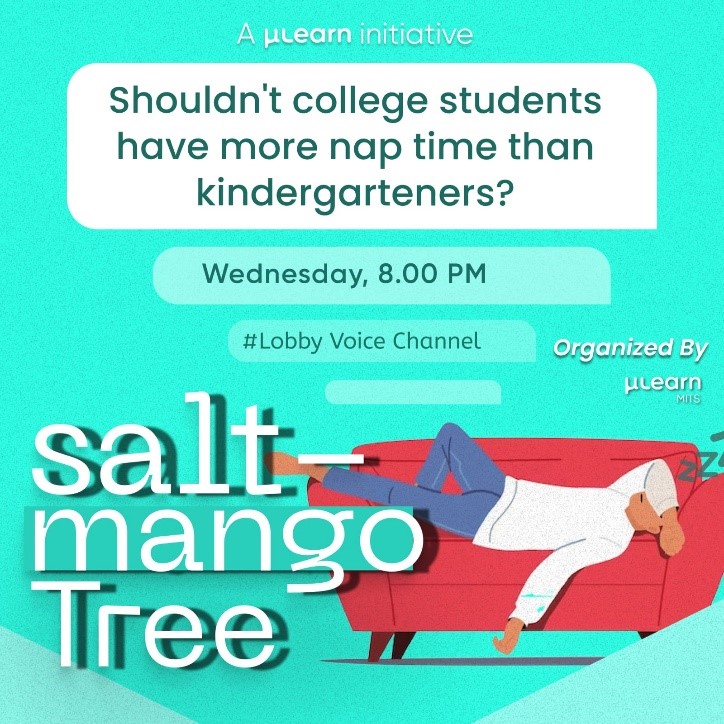 A µLearn initiative
Shouldn't college students
have more nap time than
kindergarteners?
Wednesday, 8.00 PM
#Lobby Voice Channel
Organized By
µLearn
MITS
salt-
mango
Tree
zzz